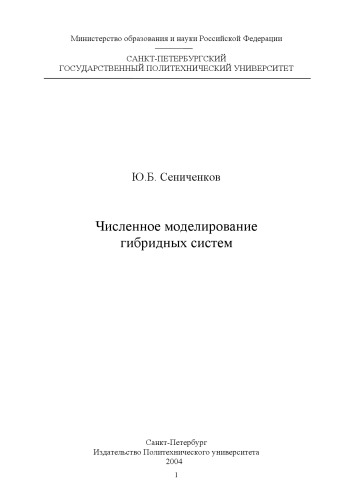 Министерство образования и науки Российской Федерации
САНКТ-ПЕТЕРБУРГСКИЙ
ГОСУДАРСТВЕННЫЙ ПОЛИТЕХНИЧЕСКИЙ УНИВЕРСИТЕТ
Ю.Б. Сениченков
Численное моделирование
гибридных систем
Санкт-Петербург
Издательство Политехнического университета
2004
1